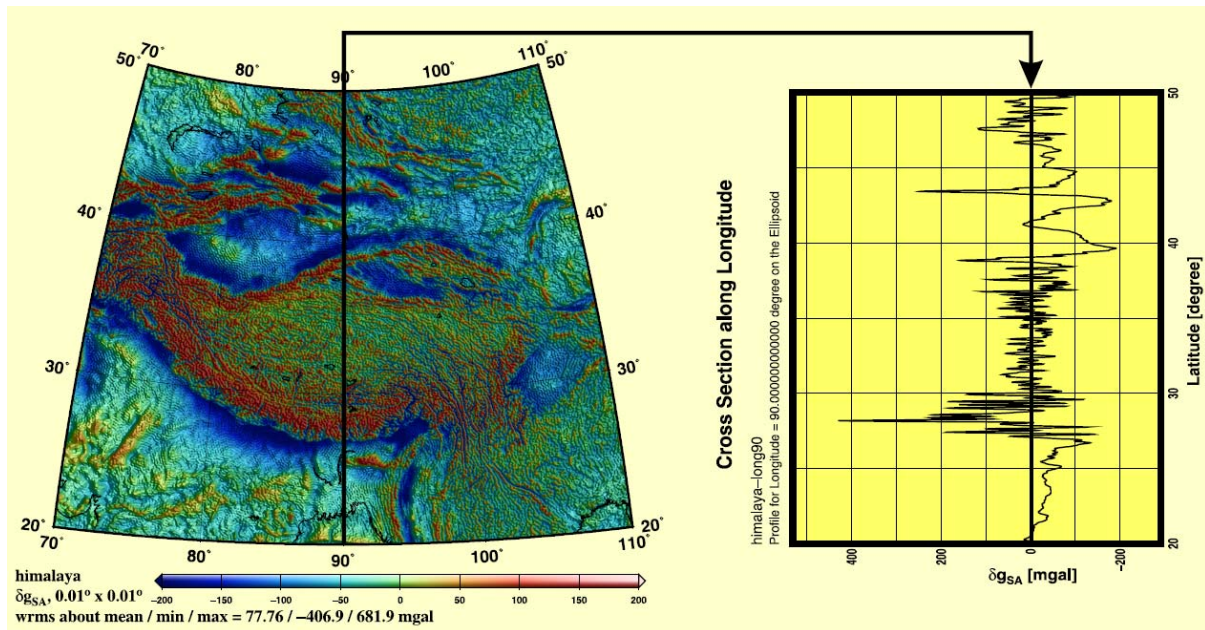 70° 80° 90° 100° 110°
50° 50°
40° 40°
30° 30°
20° 20°
70° 80° 90° 100° 110°
himalaya
δgSA, 0.01° x 0.01°
−200 −150 −100 −50 0 50 100 150 200
wrms about mean / min / max = 77.76 / −406.9 / 681.9 mgal
Cross Section along Longitude
himalaya−long90
Profile for Longitude = 90.00000000000000 degree on the Ellipsoid
400 200 0 −200
δgSA [mgal]
20 30 40 50
Latitude [degree]